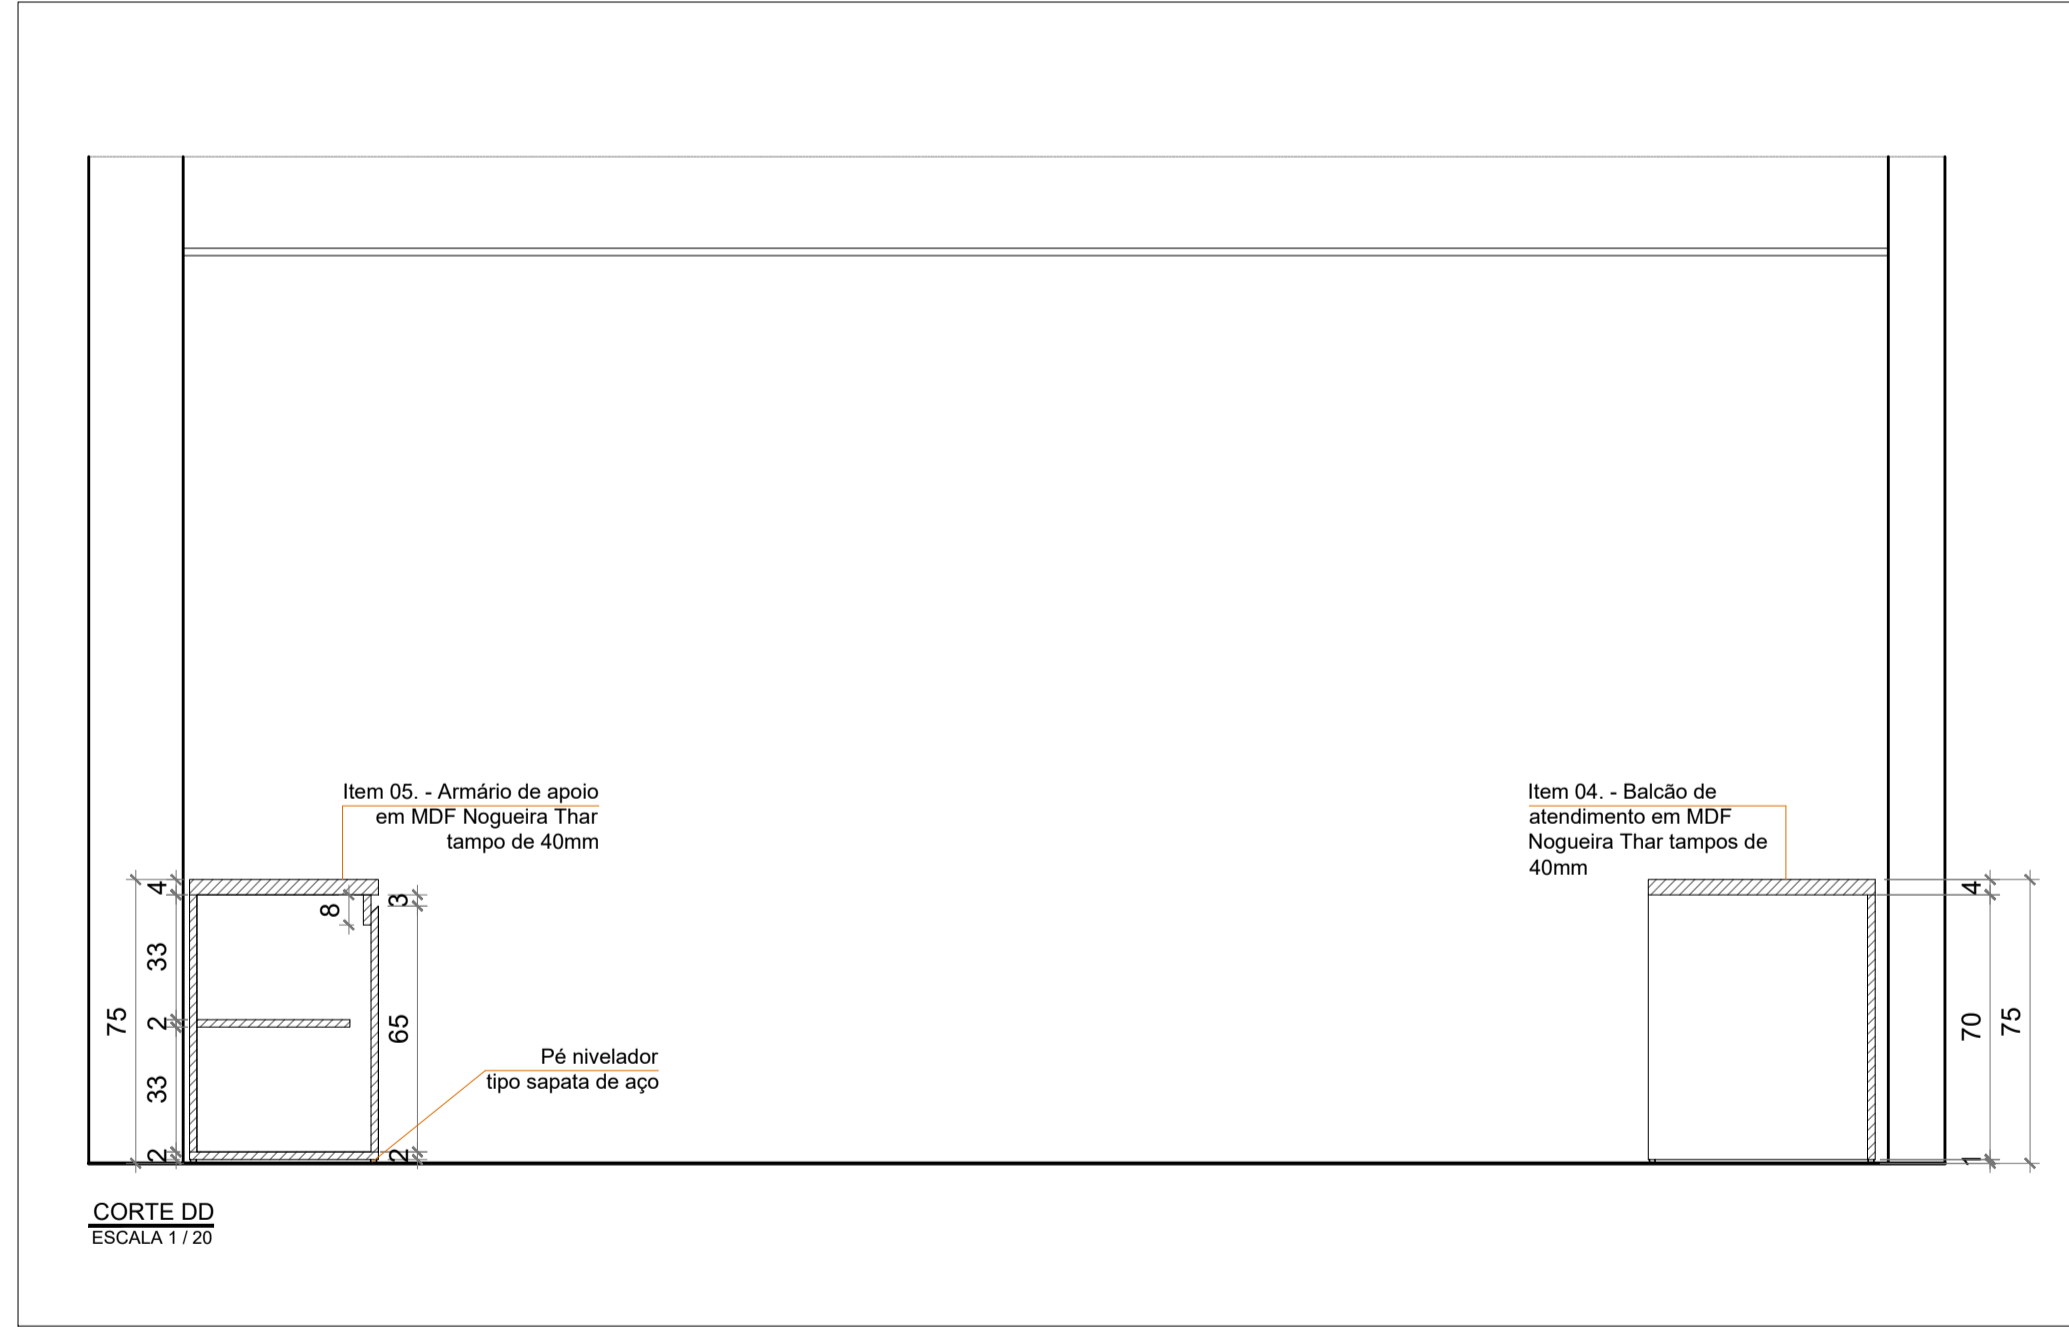 Item 05. - Armário de apoio
em MDF Nogueira Thar
tampo de 40mm
Item 04. - Balcão de
atendimento em MDF
Nogueira Thar tampos de
40mm
4
33
2
33
2
75
8
3
65
2
Pé nivelador
tipo sapata de aço
4
70
1
75
CORTE DD
ESCALA 1 / 20